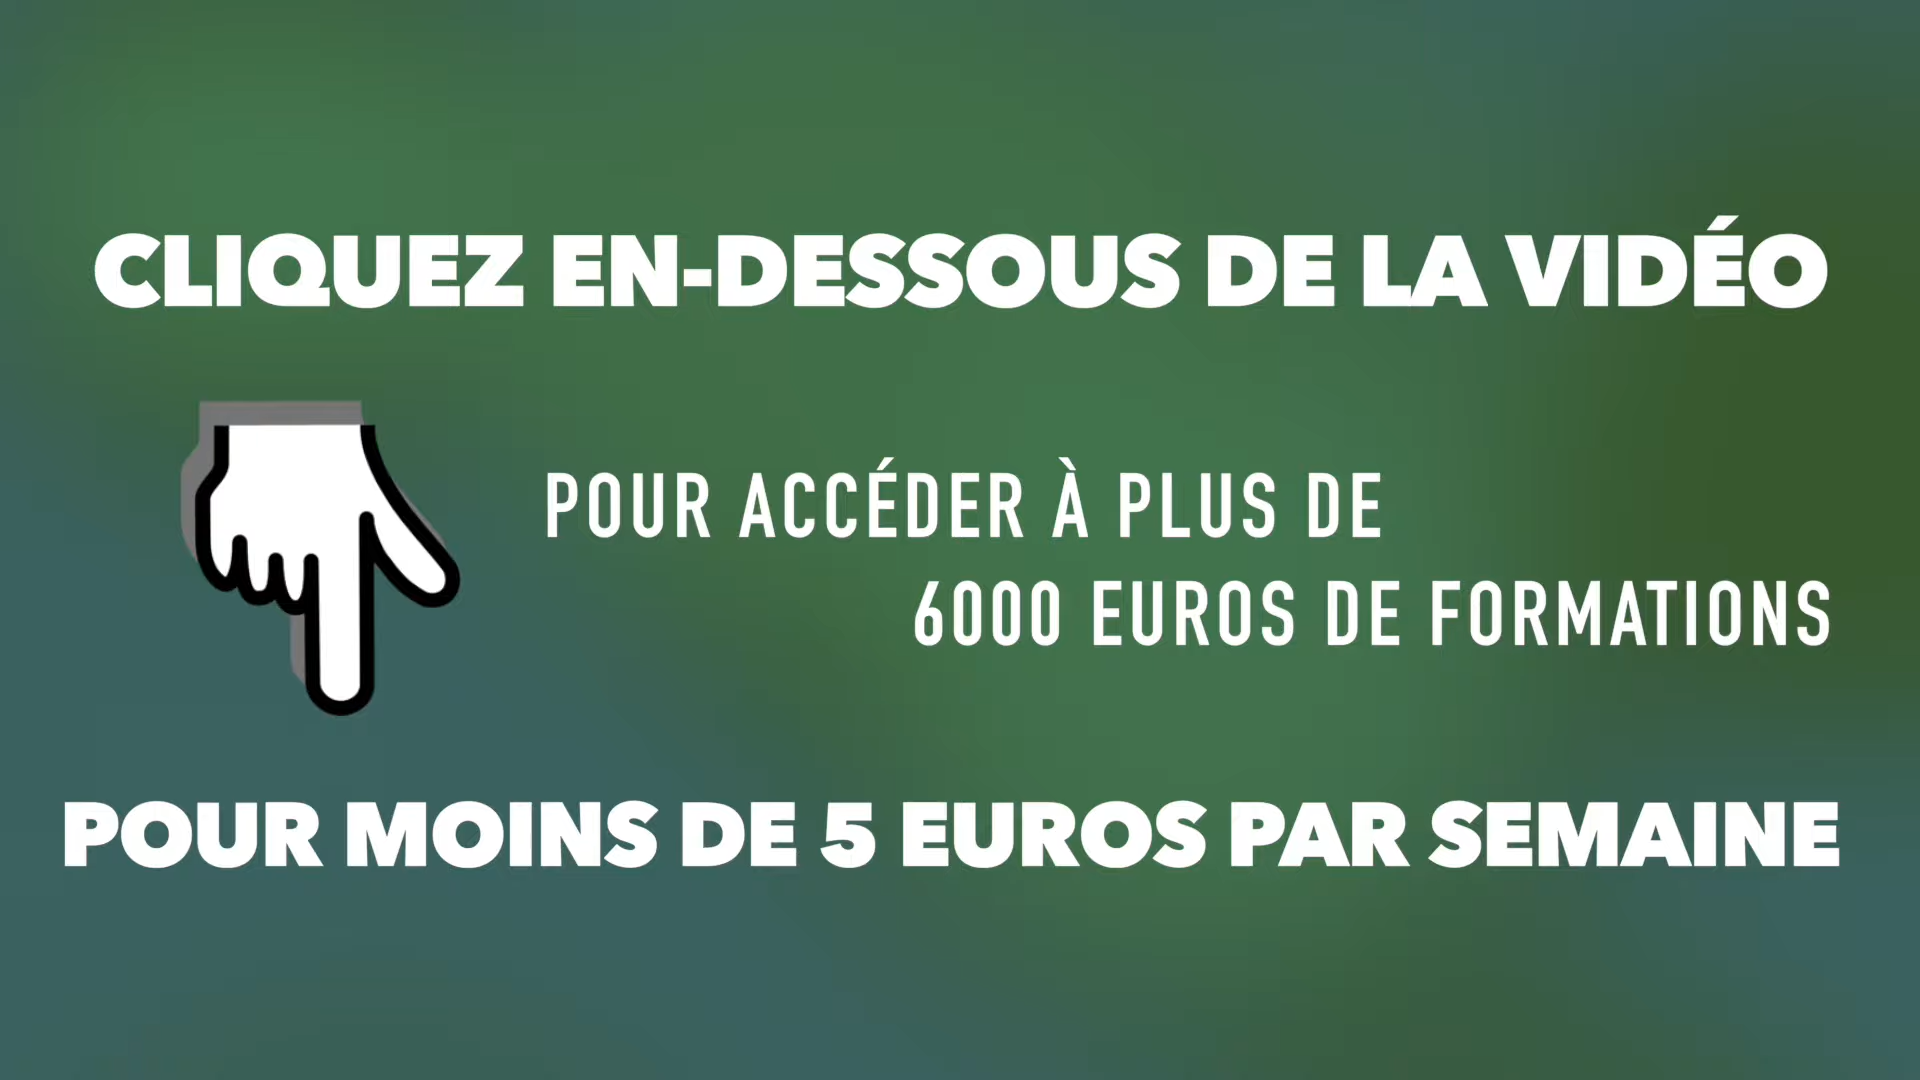 CLIQUEZ EN-DESSOUS DE LA VIDÉO
POUR ACCÉDER À PLUS DE
6000 EUROS DE FORMATIONS
POUR MOINS DE 5 EUROS PAR SEMAINE